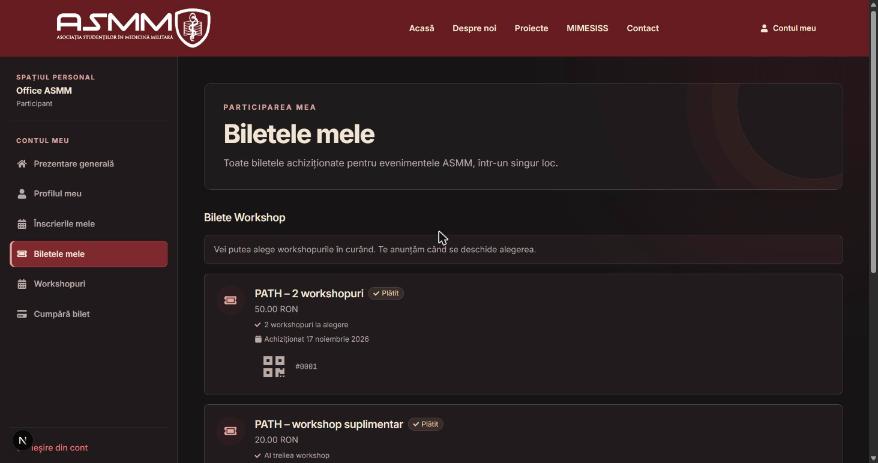 ASMM
ASOCIAȚIA STUDENȚILOR ÎN MEDICINĂ MILITARĂ
Acasă
Despre noi
Proiecte
MIMESISS
Contact
Contul meu
SPAȚIUL PERSONAL
Office ASMM
Participant
CONTUL MEU
Prezentare generală
Profilul meu
Înscrierile mele
Biletele mele
Workshopuri
Cumpără bilet
N
ieșire din cont
PARTICIPAREA MEA
Biletele mele
Toate biletele achiziționate pentru evenimentele ASMM, într-un singur loc.
Bilete Workshop
Vei putea alege workshopurile în curând. Te anunțăm când se deschide alegerea.
PATH – 2 workshopuri
Plătit
50.00 RON
2 workshopuri la alegere
Achiziționat 17 noiembrie 2026
#0001
PATH – workshop suplimentar
Plătit
20.00 RON
Al treilea workshop